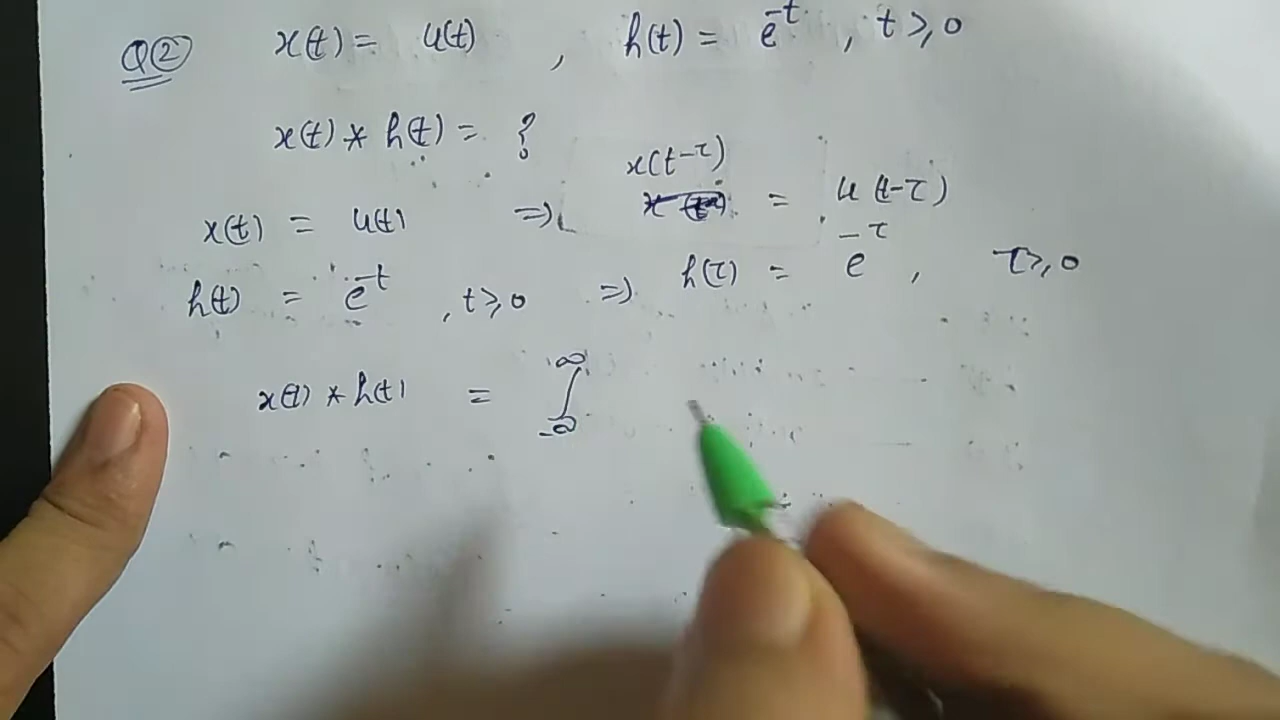 Q② x(t) = u(t) , h(t) = e^-t , t ≥ 0
x(t) * h(t) = ?
x(t-τ)
x(t) = u(t) ⇒ = u(t-τ)
h(t) = e^-t , t ≥ 0 ⇒ h(τ) = e^-τ , τ ≥ 0
x(t) * h(t) = ∫_-∞^∞